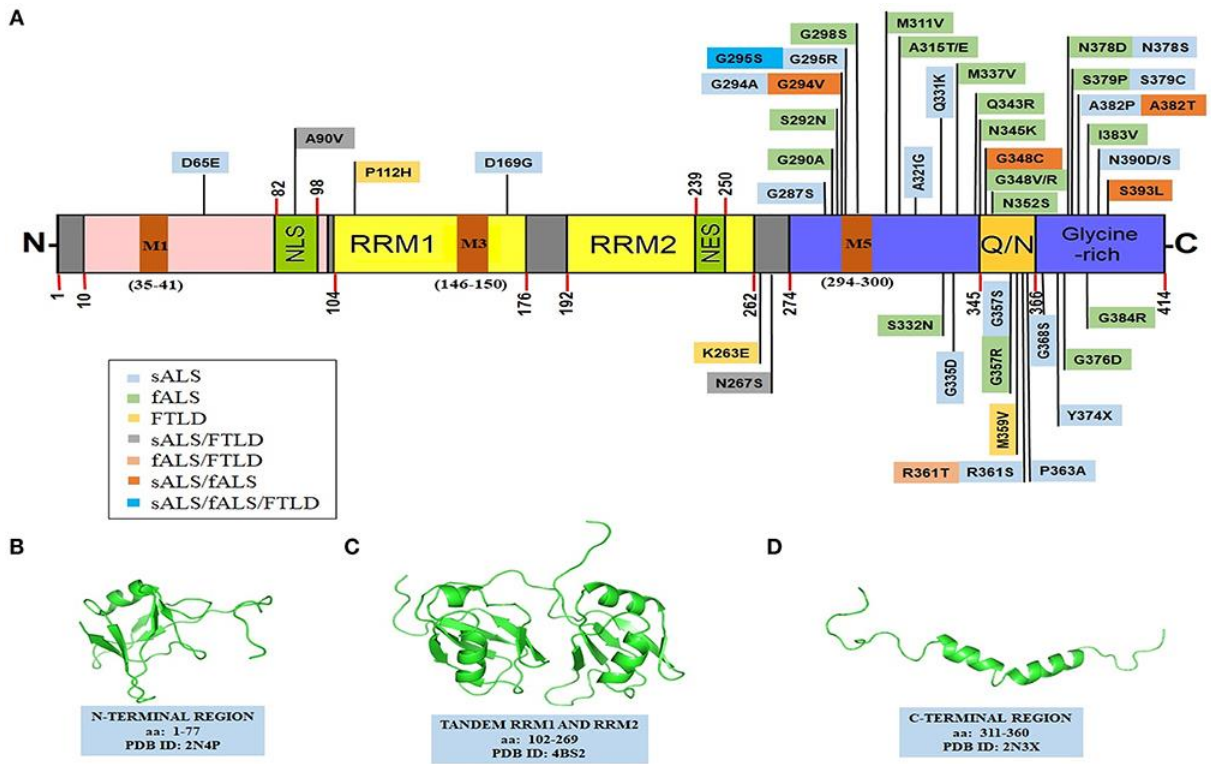 A
M311V
G298S
A315T/E
N378D N378S
G295S G295R
Q331K
M337V
S379P S379C
G294A G294V
Q343R
A382P A382T
S292N
N345K
I383V
A90V
G290A
G348C
N390D/S
D65E
P112H
D169G
G287S
A321G
G348V/R
S393L
82
98
239
250
N352S
N-
M1
NLS
RRM1
M3
RRM2
NES
M5
Q/N
Glycine
-rich
-C
(35-41)
(146-150)
(294-300)
1
10
104
176
192
262
274
345
366
414
S332N
G357S
G368S
G384R
K263E
G335D
G357R
G376D
N267S
M359V
Y374X
R361T R361S P363A
sALS
fALS
FTLD
sALS/FTLD
fALS/FTLD
sALS/fALS
sALS/fALS/FTLD
B
N-TERMINAL REGION
aa: 1-77
PDB ID: 2N4P
C
TANDEM RRM1 AND RRM2
aa: 102-269
PDB ID: 4BS2
D
C-TERMINAL REGION
aa: 311-360
PDB ID: 2N3X